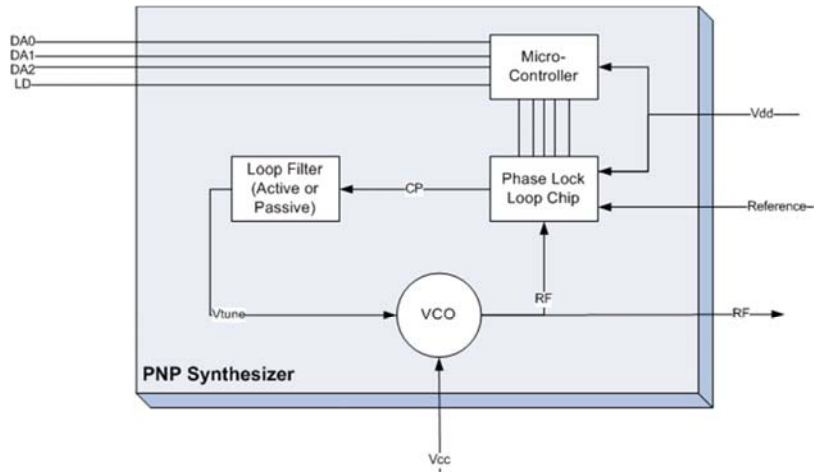 DA0
DA1
DA2
LD
Micro-
Controller
Vdd
Loop Filter
(Active or
Passive)
CP
Phase Lock
Loop Chip
Reference
RF
Vtune
VCO
RF
PNP Synthesizer
Vcc